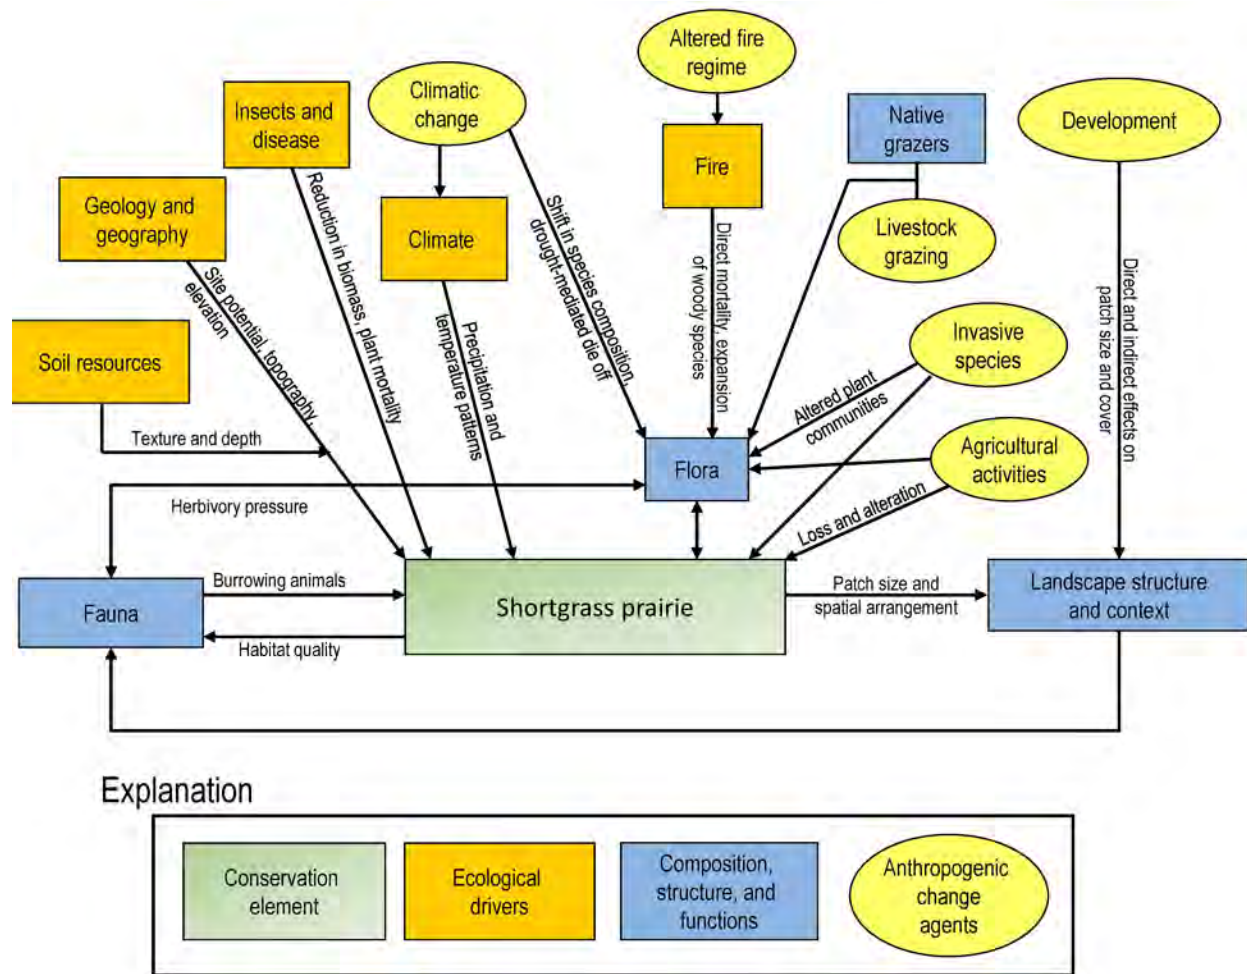 Altered fire
regime
Climatic
change
Insects and
disease
Native
grazers
Development
Fire
Geology and
geography
Climate
Livestock
grazing
Reduction in biomass, plant mortality
Shift in species composition,
drought-mediated die off
Direct mortality, expansion
of woody species
Direct and indirect effects on
patch size and cover
Site potential, topography,
elevation
Precipitation and
temperature patterns
Invasive
species
Soil resources
Altered plant
communities
Texture and depth
Flora
Agricultural
activities
Herbivory pressure
Loss and alteration
Burrowing animals
Fauna
Shortgrass prairie
Patch size and
spatial arrangement
Landscape structure
and context
Habitat quality
Explanation
Conservation
element
Ecological
drivers
Composition,
structure, and
functions
Anthropogenic
change
agents